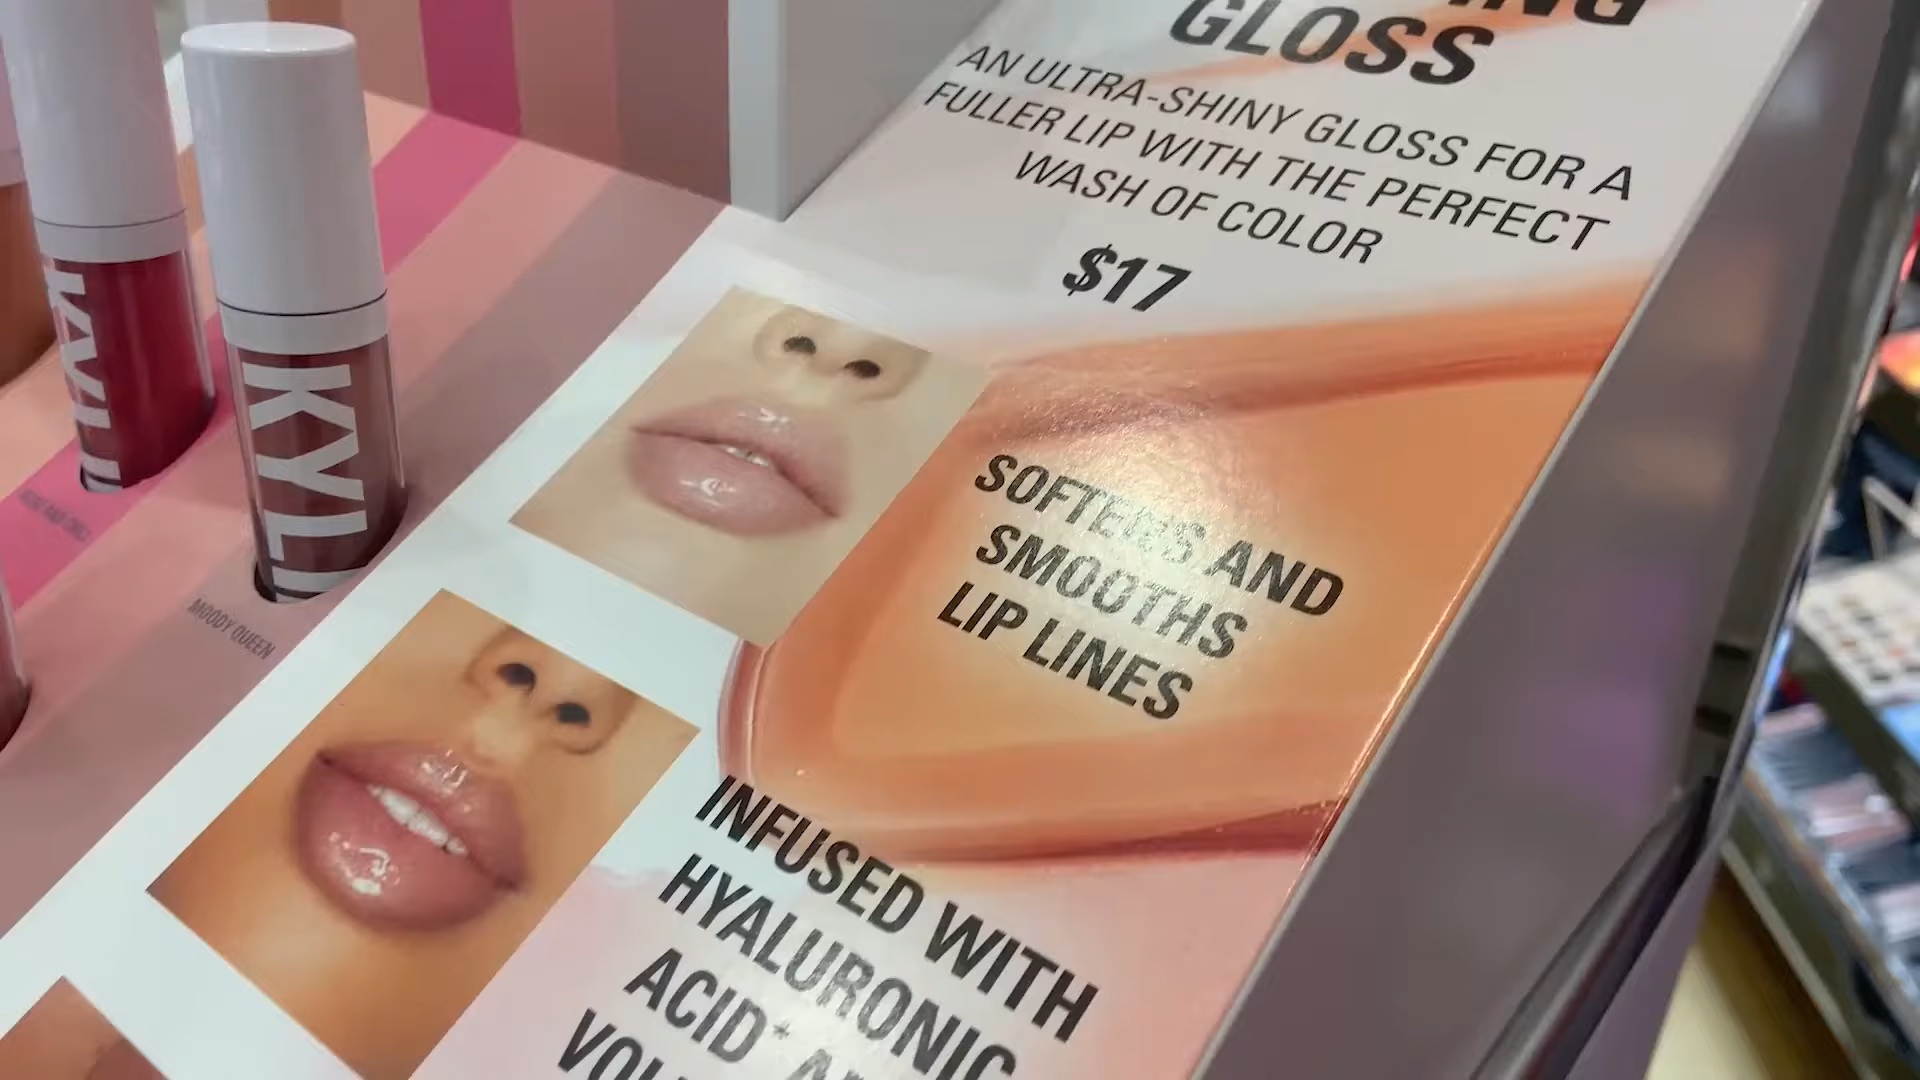 GLOSS
AN ULTRA-SHINY GLOSS FOR A
FULLER LIP WITH THE PERFECT
WASH OF COLOR
$17
SOFTENS AND
SMOOTHS
LIP LINES
INFUSED WITH
HYALURONIC
ACID*
KYLI
KYLI
MOODY QUEEN